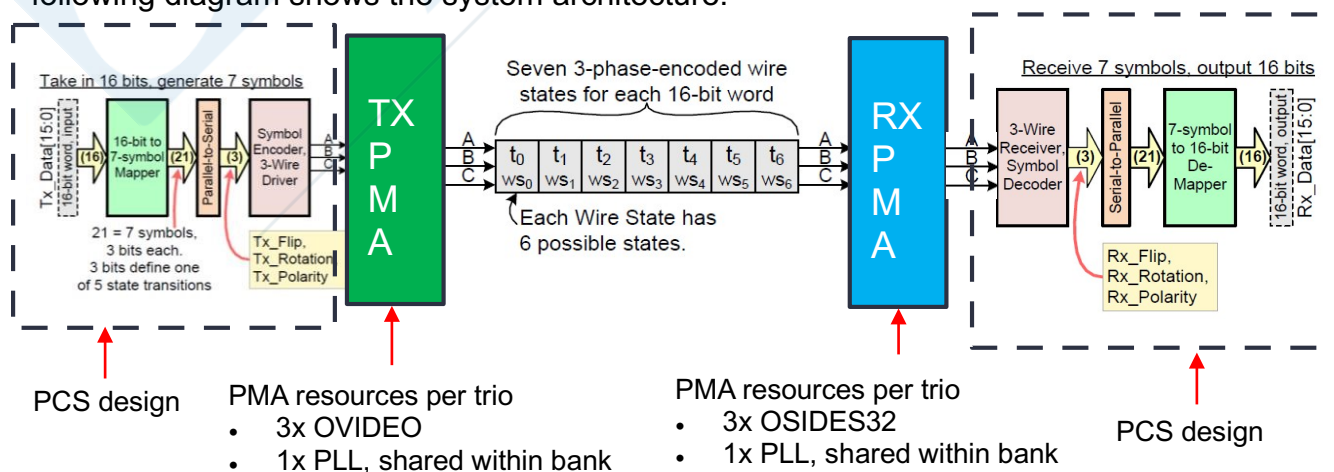 following diagram shows the system architecture.
Take in 16 bits, generate 7 symbols
Tx_Data[15:0]
16-bit word, input
(16)
16-bit to
7-symbol
Mapper
(21)
Parallel-to-Serial
(3)
Symbol
Encoder,
3-Wire
Driver
A
B
C
21 = 7 symbols,
3 bits each.
3 bits define one
of 5 state transitions
Tx_Flip,
Tx_Rotation
Tx_Polarity
TX
P
M
A
Seven 3-phase-encoded wire
states for each 16-bit word
A
B
C
t0 t1 t2 t3 t4 t5 t6
ws0 ws1 ws2 ws3 ws4 ws5 ws6
Each Wire State has
6 possible states.
A
B
C
RX
P
M
A
Receive 7 symbols, output 16 bits
3-Wire
Receiver,
Symbol
Decoder
(3)
Serial-to-Parallel
(21)
7-symbol
to 16-bit
De-
Mapper
(16)
16-bit word, output
Rx_Data[15:0]
Rx_Flip,
Rx_Rotation,
Rx_Polarity
PCS design
PMA resources per trio
• 3x OVIDEO
• 1x PLL, shared within bank
PMA resources per trio
• 3x OSIDES32
• 1x PLL, shared within bank
PCS design